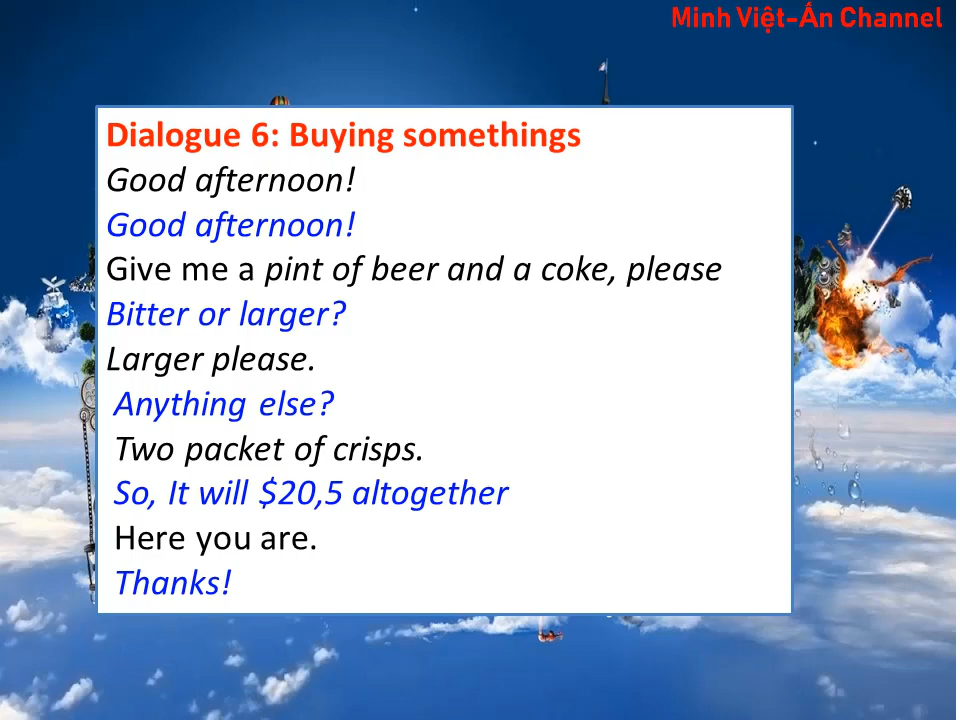 Minh Việt-Ấn Channel
Dialogue 6: Buying somethings
Good afternoon!
Good afternoon!
Give me a pint of beer and a coke, please
Bitter or larger?
Larger please.
Anything else?
Two packet of crisps.
So, It will $20,5 altogether
Here you are.
Thanks!